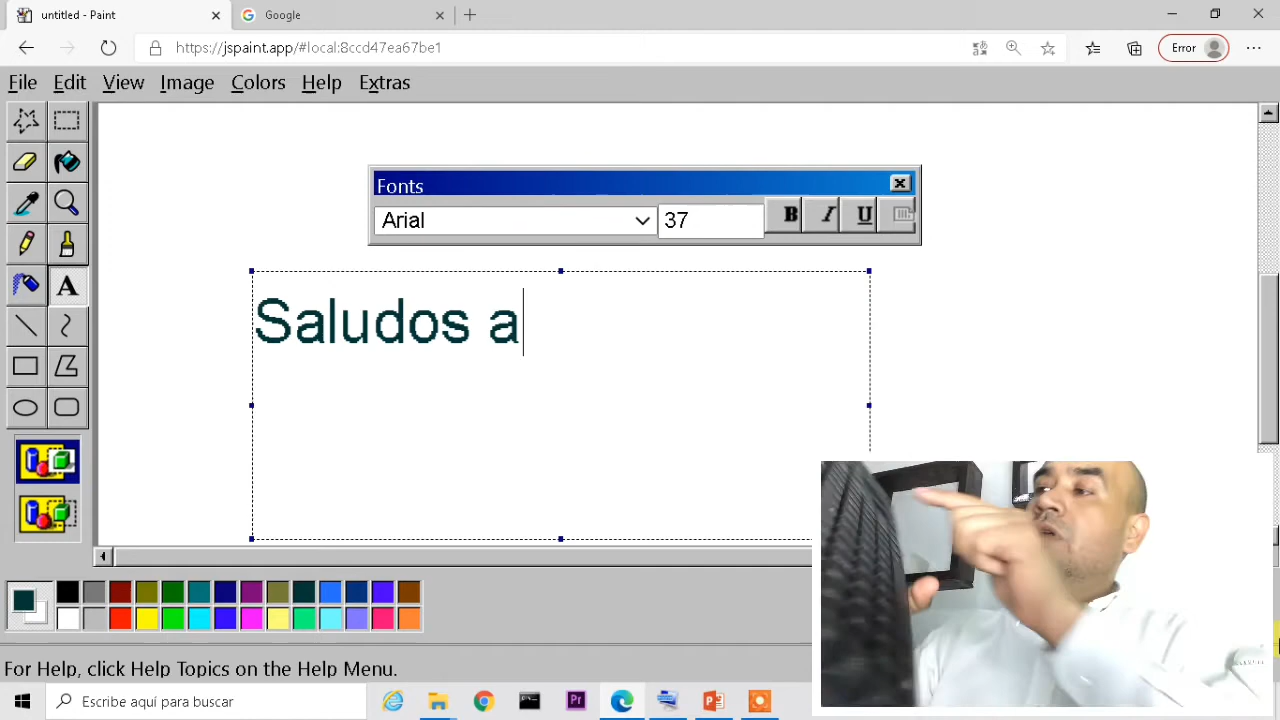 untitled - Paint
Google
https://jspaint.app/#local:8ccd47ea67be1
Error
File Edit View Image Colors Help Extras
Fonts
Arial 37 B I U
A
Saludos a
For Help, click Help Topics on the Help Menu.
Escribe aquí para buscar
Pr